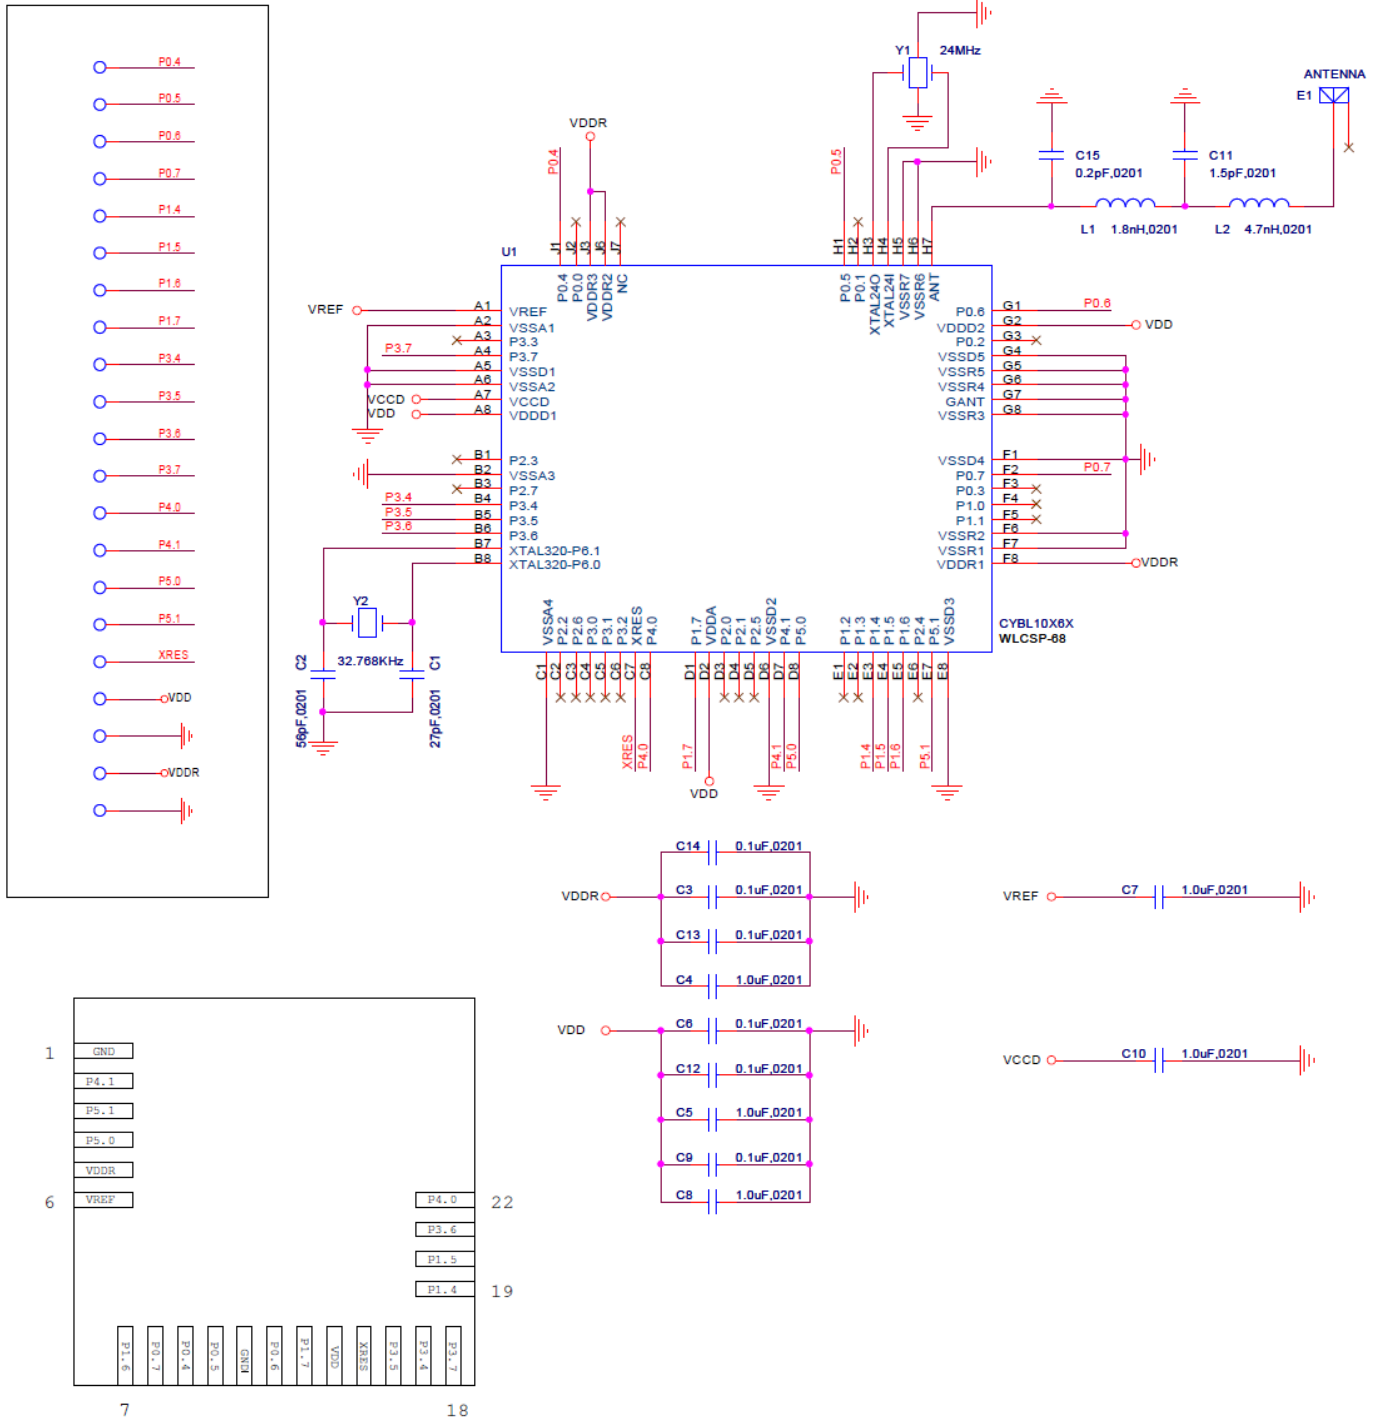 P0.4
P0.5
P0.6
P0.7
P1.4
P1.5
P1.6
P1.7
P3.4
P3.5
P3.6
P3.7
P4.0
P4.1
P5.0
P5.1
XRES
VDD
VDDR
Y1 24MHz
ANTENNA
E1
C15
0.2pF,0201
C11
1.5pF,0201
L1 1.8nH,0201
L2 4.7nH,0201
VDDR
P0.4
P0.5
J1 J2 J3 J6 J7
H1 H2 H3 H4 H5 H6 H7
U1
P0.4 P0.0 VDDR3 VDDR2 NC
P0.5 P0.1 XTAL24O XTAL24I VSSR7 VSSR6 ANT
VREF A1 VREF
A2 VSSA1
A3 P3.3
P3.7 A4 P3.7
A5 VSSD1
A6 VSSA2
VCCD A7 VCCD
VDD A8 VDDD1
B1 P2.3
B2 VSSA3
B3 P2.7
P3.4 B4 P3.4
P3.5 B5 P3.5
P3.6 B6 P3.6
B7 XTAL320-P6.1
B8 XTAL320-P6.0
P0.6 G1 P0.6
VDDD2 G2 VDD
P0.2 G3
VSSD5 G4
VSSR5 G5
VSSR4 G6
GANT G7
VSSR3 G8
VSSD4 F1
P0.7 F2 P0.7
P0.3 F3
P1.0 F4
P1.1 F5
VSSR2 F6
VSSR1 F7
VDDR1 F8 VDDR
Y2
32.768KHz
C2
56pF,0201
C1
27pF,0201
VSSA4 P2.2 P2.6 P3.0 P3.1 P3.2 XRES P4.0
P1.7 VDDA P2.0 P2.1 P2.5 VSSD2 P4.1 P5.0
P1.2 P1.3 P1.4 P1.5 P1.6 P2.4 P5.1 VSSD3
CYBL10X6X
WLCSP-68
C1 C2 C3 C4 C5 C6 C7 C8
D1 D2 D3 D4 D5 D6 D7 D8
E1 E2 E3 E4 E5 E6 E7 E8
XRES P4.0
P1.7 P4.1 P5.0
P1.4 P1.5 P1.6 P5.1
VDD
C14 0.1uF,0201
VDDR C3 0.1uF,0201
C13 0.1uF,0201
C4 1.0uF,0201
VDD C6 0.1uF,0201
C12 0.1uF,0201
C5 1.0uF,0201
C9 0.1uF,0201
C8 1.0uF,0201
VREF C7 1.0uF,0201
VCCD C10 1.0uF,0201
1 GND
P4.1
P5.1
P5.0
VDDR
6 VREF
P4.0 22
P3.6
P1.5
P1.4 19
P1.6 P0.7 P0.4 P0.5 GND P0.6 P1.7 VDD XRES P3.5 P3.4 P3.7
7 18